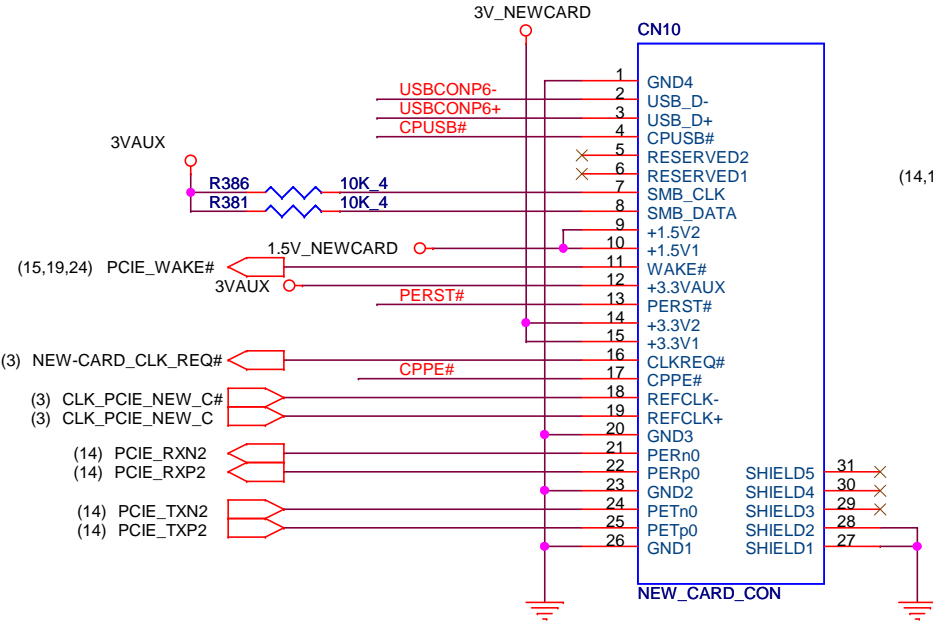 3V_NEWCARD
CN10
1 GND4
USBCONP6- 2 USB_D-
USBCONP6+ 3 USB_D+
CPUSB# 4 CPUSB#
3VAUX
5 RESERVED2
6 RESERVED1
(14,1
R386 10K_4 7 SMB_CLK
R381 10K_4 8 SMB_DATA
9 +1.5V2
1.5V_NEWCARD 10 +1.5V1
(15,19,24) PCIE_WAKE# 11 WAKE#
3VAUX 12 +3.3VAUX
PERST# 13 PERST#
14 +3.3V2
15 +3.3V1
(3) NEW-CARD_CLK_REQ# 16 CLKREQ#
CPPE# 17 CPPE#
(3) CLK_PCIE_NEW_C# 18 REFCLK-
(3) CLK_PCIE_NEW_C 19 REFCLK+
20 GND3
(14) PCIE_RXN2 21 PERn0
(14) PCIE_RXP2 22 PERp0 SHIELD5 31
23 GND2 SHIELD4 30
(14) PCIE_TXN2 24 PETn0 SHIELD3 29
(14) PCIE_TXP2 25 PETp0 SHIELD2 28
26 GND1 SHIELD1 27
NEW_CARD_CON